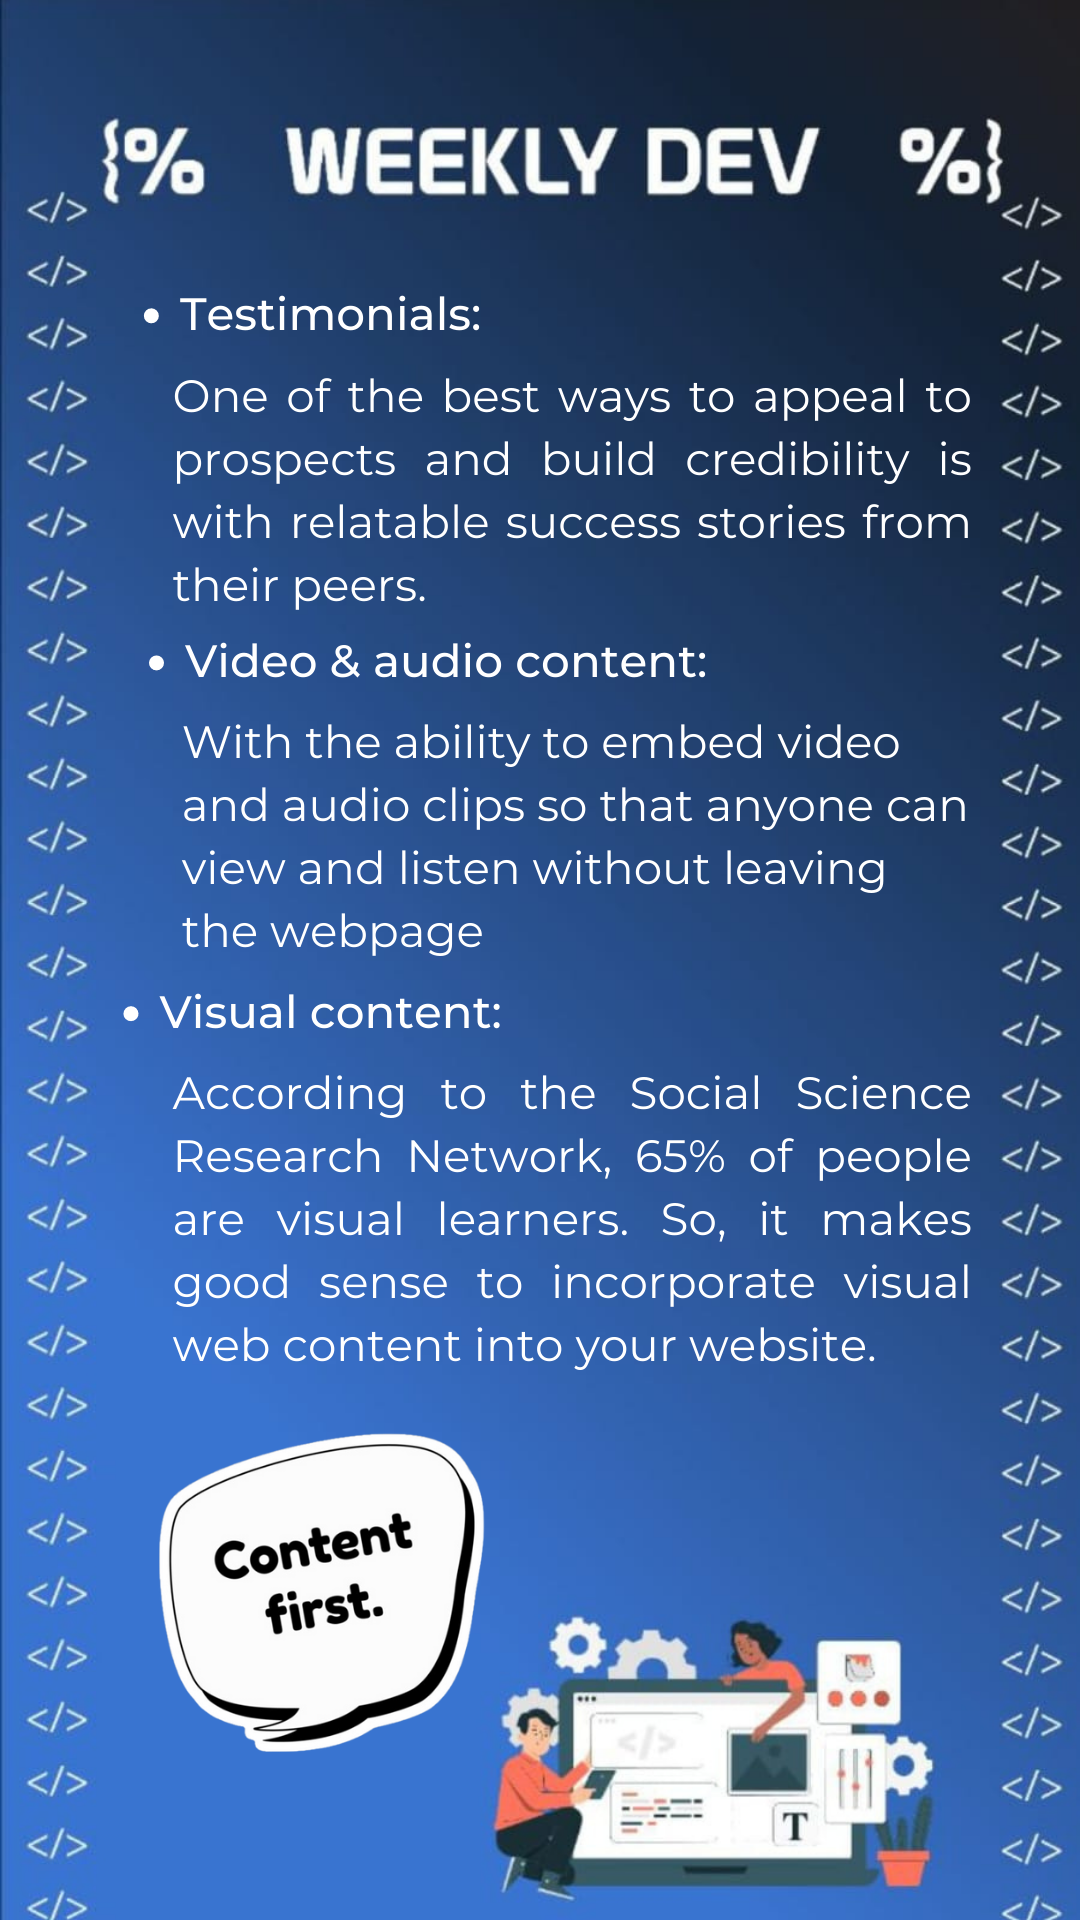 {% WEEKLY DEV %}
• Testimonials:
One of the best ways to appeal to
prospects and build credibility is
with relatable success stories from
their peers.
• Video & audio content:
With the ability to embed video
and audio clips so that anyone can
view and listen without leaving
the webpage
• Visual content:
According to the Social Science
Research Network, 65% of people
are visual learners. So, it makes
good sense to incorporate visual
web content into your website.
Content
first.
</>
T